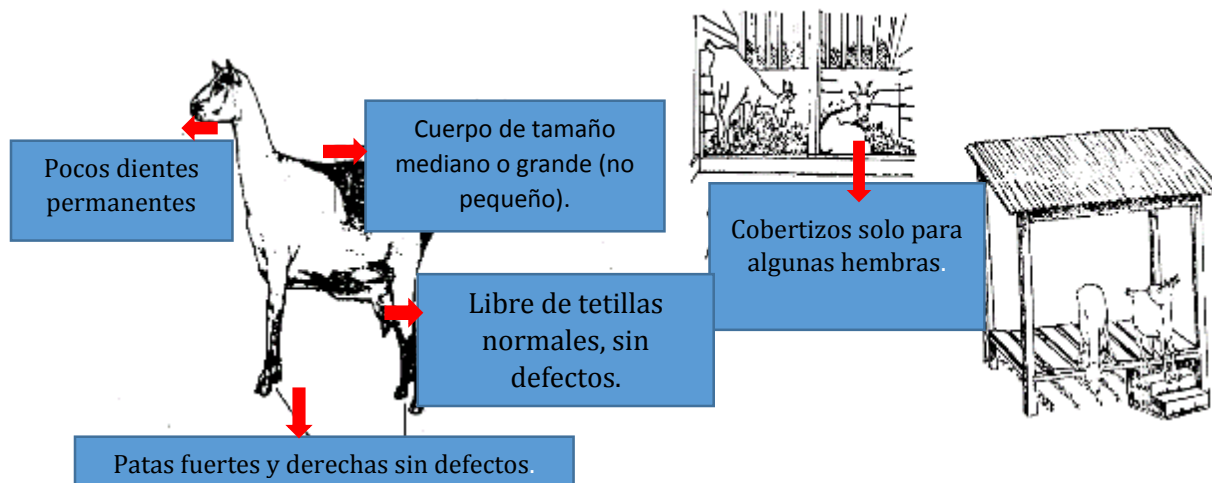 Pocos dientes
permanentes
Cuerpo de tamaño
mediano o grande (no
pequeño).
Cobertizos solo para
algunas hembras.
Libre de tetillas
normales, sin
defectos.
Patas fuertes y derechas sin defectos.